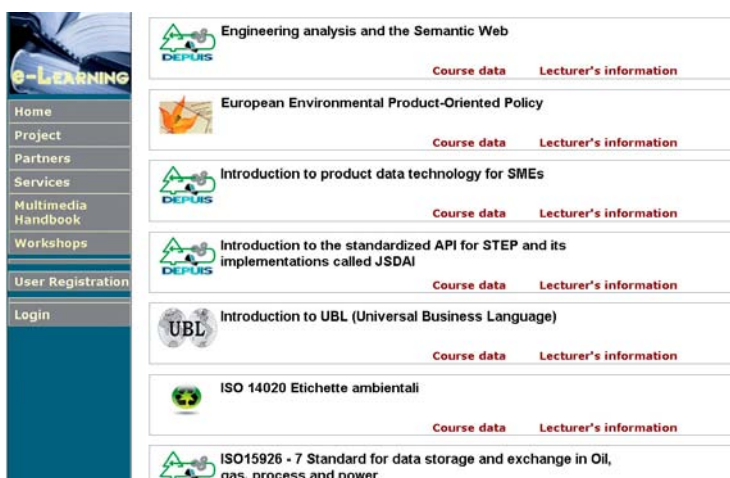 e-LEARNING
Home
Project
Partners
Services
Multimedia
Handbook
Workshops
User Registration
Login
DEPUIS
Engineering analysis and the Semantic Web
Course data Lecturer's information
European Environmental Product-Oriented Policy
Course data Lecturer's information
DEPUIS
Introduction to product data technology for SMEs
Course data Lecturer's information
DEPUIS
Introduction to the standardized API for STEP and its
implementations called JSDAI
Course data Lecturer's information
UBL
Introduction to UBL (Universal Business Language)
Course data Lecturer's information
ISO 14020 Etichette ambientali
Course data Lecturer's information
ISO15926 - 7 Standard for data storage and exchange in Oil,
gas, process and power